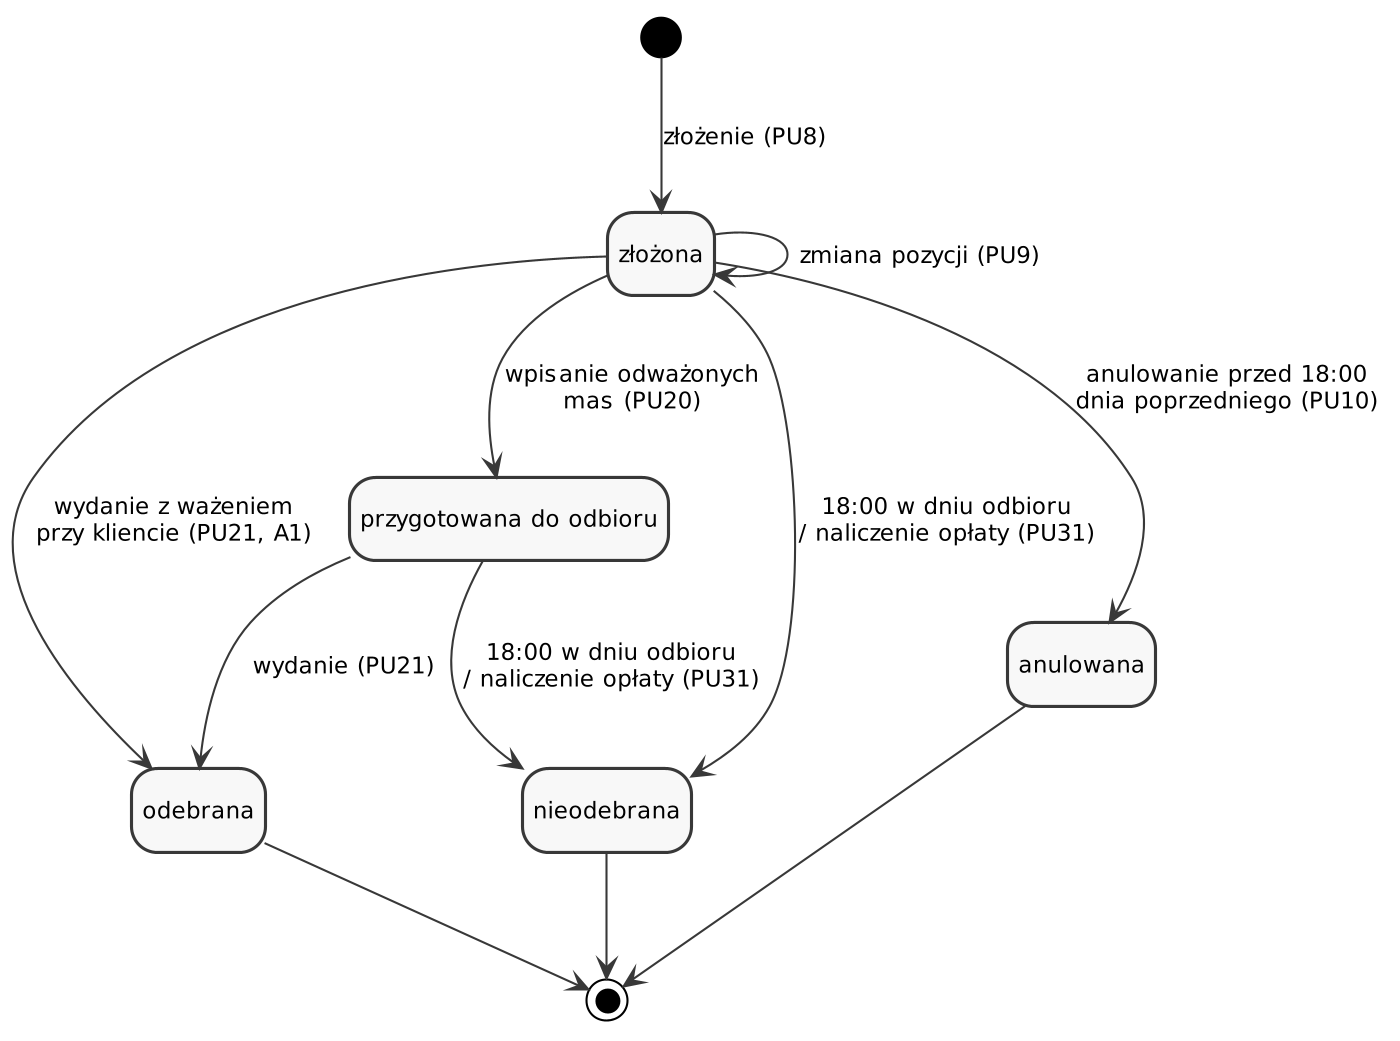 złożenie (PU8)
złożona
zmiana pozycji (PU9)
wpisanie odważonych
mas (PU20)
anulowanie przed 18:00
dnia poprzedniego (PU10)
wydanie z ważeniem
przy kliencie (PU21, A1)
przygotowana do odbioru
18:00 w dniu odbioru
/ naliczenie opłaty (PU31)
wydanie (PU21)
18:00 w dniu odbioru
/ naliczenie opłaty (PU31)
anulowana
odebrana
nieodebrana